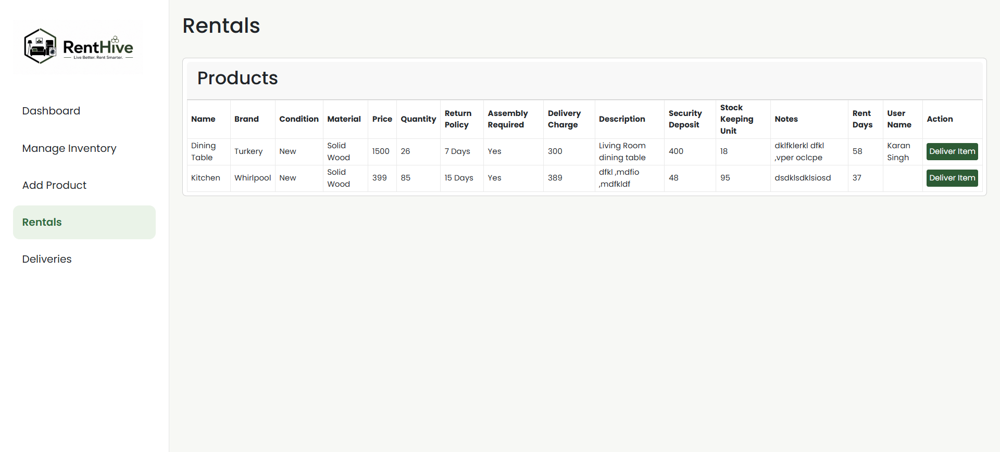 RentHive
Live Better. Rent Smarter.
Dashboard
Manage Inventory
Add Product
Rentals
Deliveries
Rentals
Products
Name Brand Condition Material Price Quantity Return Policy Assembly Required Delivery Charge Description Security Deposit Stock Keeping Unit Notes Rent Days User Name Action
Dining Table Turkery New Solid Wood 1500 26 7 Days Yes 300 Living Room dining table 400 18 dklfklerkl dfkl ,vper oclcpe 58 Karan Singh Deliver Item
Kitchen Whirlpool New Solid Wood 399 85 15 Days Yes 389 dfkl ,mdfio ,mdfkldf 48 95 dsdklsdklsiosd 37 Deliver Item